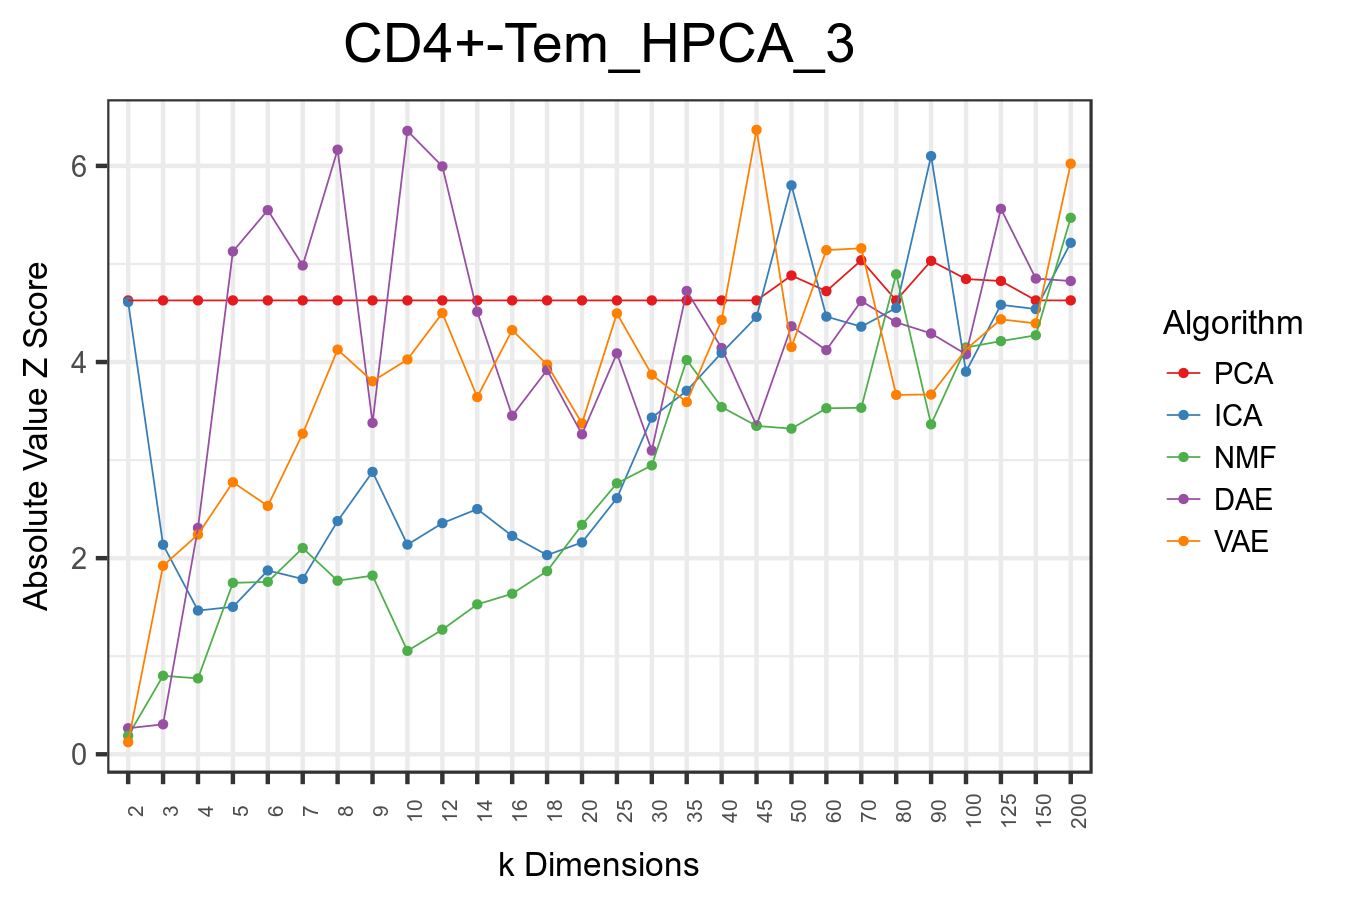 CD4+-Tem_HPCA_3
Absolute Value Z Score
6
4
2
0
2 3 4 5 6 7 8 9 10 12 14 16 18 20 25 30 35 40 45 50 60 70 80 90 100 125 150 200
k Dimensions
Algorithm
PCA
ICA
NMF
DAE
VAE